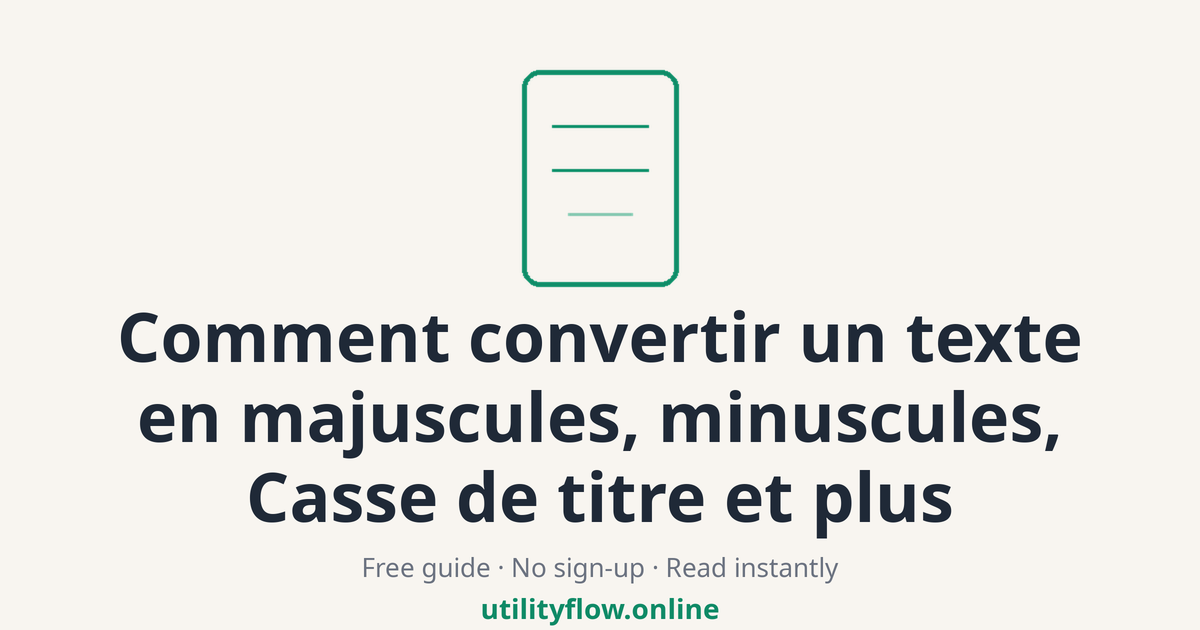 Comment convertir un texte
en majuscules, minuscules,
Casse de titre et plus
Free guide · No sign-up · Read instantly
utilityflow.online